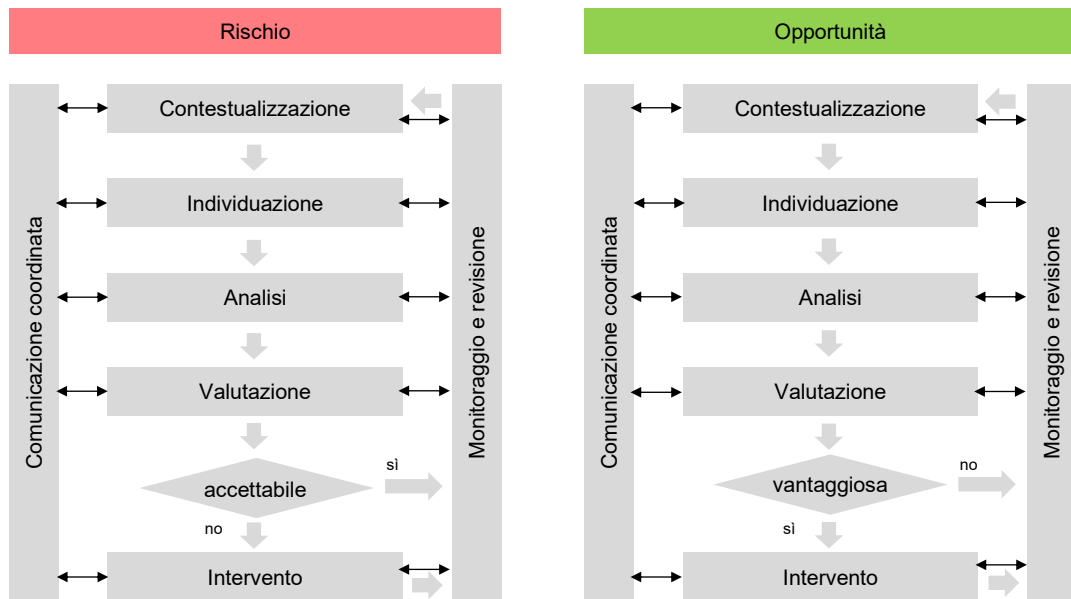 Rischio
Comunicazione coordinata
Contestualizzazione
Individuazione
Analisi
Valutazione
accettabile
sì
no
Intervento
Monitoraggio e revisione
Opportunità
Comunicazione coordinata
Contestualizzazione
Individuazione
Analisi
Valutazione
vantaggiosa
no
sì
Intervento
Monitoraggio e revisione